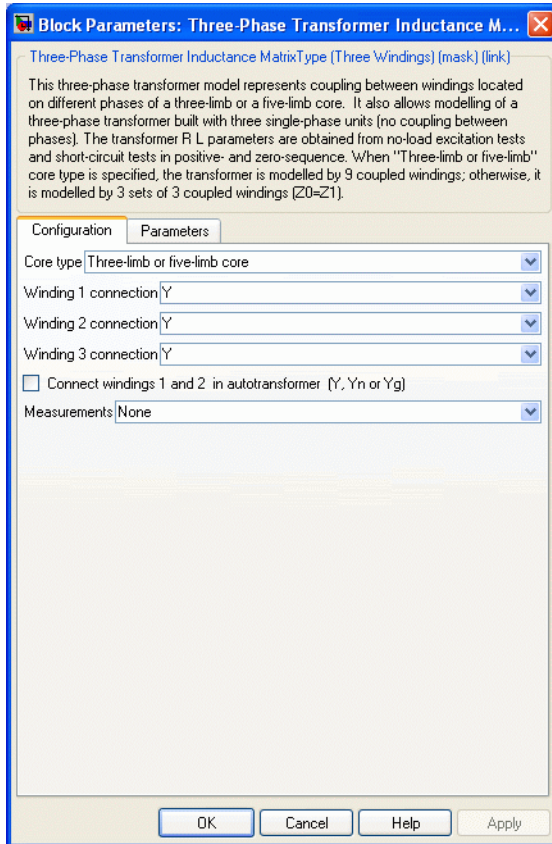 Block Parameters: Three-Phase Transformer Inductance M...
Three-Phase Transformer Inductance MatrixType (Three Windings) (mask) (link)
This three-phase transformer model represents coupling between windings located
on different phases of a three-limb or a five-limb core. It also allows modelling of a
three-phase transformer built with three single-phase units (no coupling between
phases). The transformer R L parameters are obtained from no-load excitation tests
and short-circuit tests in positive- and zero-sequence. When "Three-limb or five-limb"
core type is specified, the transformer is modelled by 9 coupled windings; otherwise, it
is modelled by 3 sets of 3 coupled windings (Z0=Z1).
Configuration Parameters
Core type Three-limb or five-limb core
Winding 1 connection Y
Winding 2 connection Y
Winding 3 connection Y
Connect windings 1 and 2 in autotransformer (Y, Yn or Yg)
Measurements None
OK Cancel Help Apply